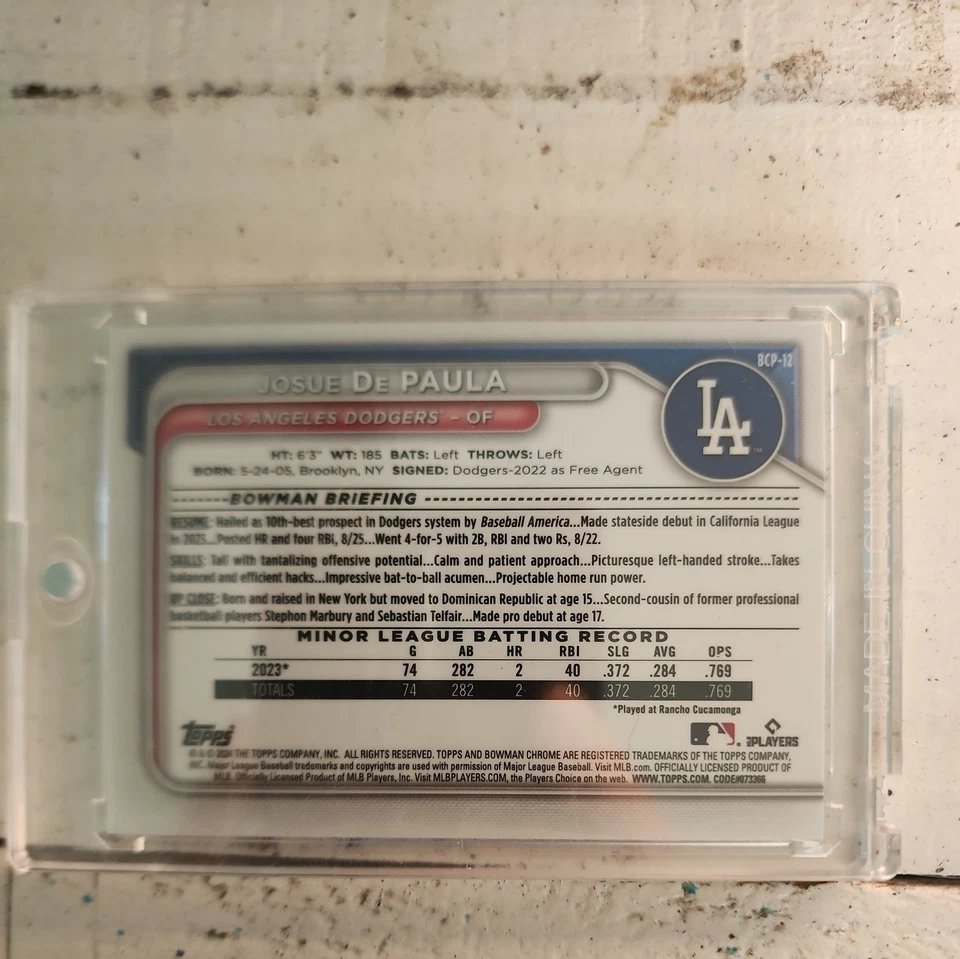 BCP-12
JOSUE DE PAULA
LA
LOS ANGELES DODGERS - OF
HT: 6'3" WT: 185 BATS: Left THROWS: Left
BORN: 5-24-05, Brooklyn, NY SIGNED: Dodgers-2022 as Free Agent
BOWMAN BRIEFING
RESUME: Hailed as 10th-best prospect in Dodgers system by Baseball America...Made stateside debut in California League
in 2023...Posted HR and four RBI, 8/25...Went 4-for-5 with 2B, RBI and two Rs, 8/22.
SKILLS: Tall with tantalizing offensive potential...Calm and patient approach...Picturesque left-handed stroke...Takes
balanced and efficient hacks...Impressive bat-to-ball acumen...Projectable home run power.
UP CLOSE: Born and raised in New York but moved to Dominican Republic at age 15...Second-cousin of former professional
basketball players Stephon Marbury and Sebastian Telfair...Made pro debut at age 17.
MINOR LEAGUE BATTING RECORD
YR G AB HR RBI SLG AVG OPS
2023* 74 282 2 40 .372 .284 .769
TOTALS 74 282 2 40 .372 .284 .769
*Played at Rancho Cucamonga
Topps
PLAYERS
® & © 2024 THE TOPPS COMPANY, INC. ALL RIGHTS RESERVED. TOPPS AND BOWMAN CHROME ARE REGISTERED TRADEMARKS OF THE TOPPS COMPANY,
INC. Major League Baseball trademarks and copyrights are used with permission of Major League Baseball. Visit MLB.com. OFFICIALLY LICENSED PRODUCT OF
MLB. Officially Licensed Product of MLB Players, Inc. Visit MLBPLAYERS.COM, the Players Choice on the web. WWW.TOPPS.COM. CODE#073366
MADE IN CHINA